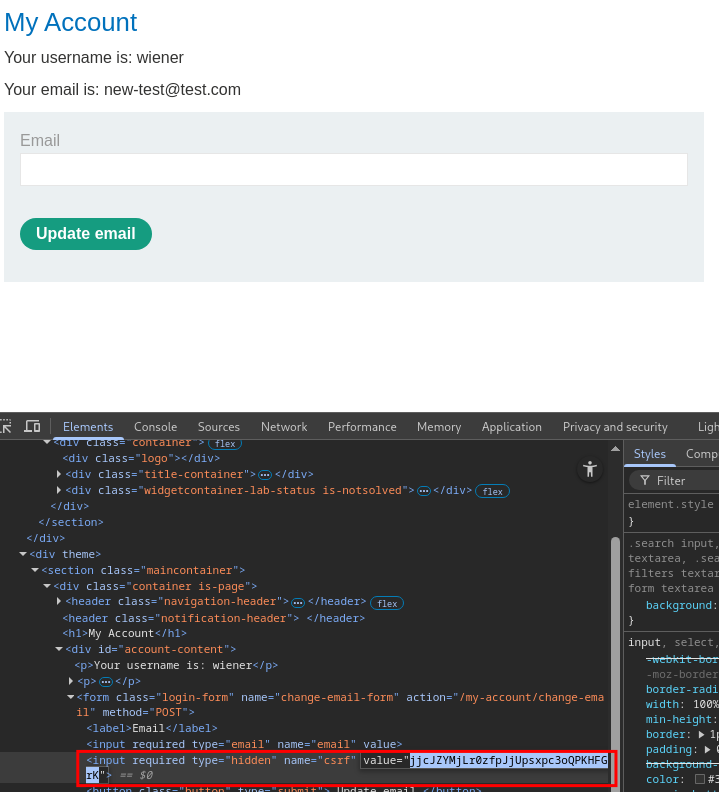 My Account
Your username is: wiener
Your email is: new-test@test.com
Email
Update email
Elements Console Sources Network Performance Memory Application Privacy and security Ligh
<div class="container"> flex
<div class="logo"></div>
<div class="title-container"> ⋯ </div>
<div class="widgetcontainer-lab-status is-notsolved"> ⋯ </div> flex
</div>
</section>
</div>
<div theme>
<section class="maincontainer">
<div class="container is-page">
<header class="navigation-header"> ⋯ </header> flex
<header class="notification-header"> </header>
<h1>My Account</h1>
<div id="account-content">
<p>Your username is: wiener</p>
<p> ⋯ </p>
<form class="login-form" name="change-email-form" action="/my-account/change-ema
il" method="POST">
<label>Email</label>
<input required type="email" name="email" value>
<input required type="hidden" name="csrf" value="jjcJZYMjLr0zfpJjUpsxpc3oQPKHFG
rK"> == $0
<button class="button" type="submit"> Update email </button>
Styles Comp
Filter
element.style
}
.search input,
textarea, .sea
filters textar
form textarea
background:
}
input, select,
-webkit-bor
-moz-border
border-radi
width: 100%
min-height:
border: 1p
padding:
background-
color: #3